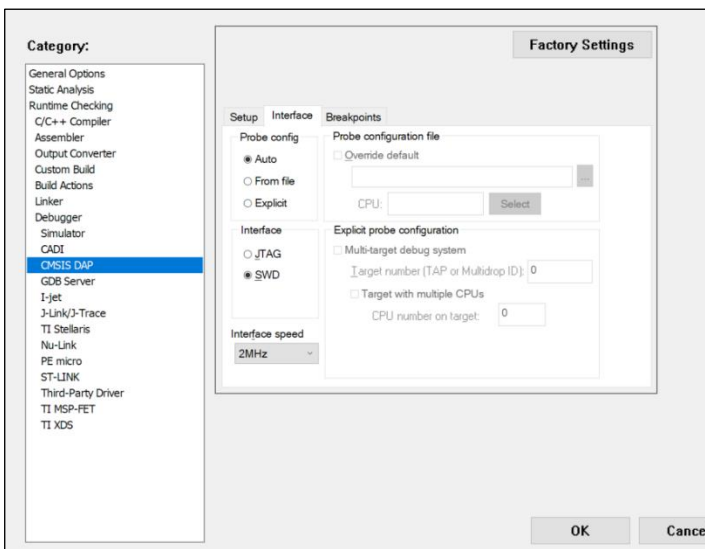 Category:
Factory Settings
General Options
Static Analysis
Runtime Checking
C/C++ Compiler
Assembler
Output Converter
Custom Build
Build Actions
Linker
Debugger
Simulator
CADI
CMSIS DAP
GDB Server
I-jet
J-Link/J-Trace
TI Stellaris
Nu-Link
PE micro
ST-LINK
Third-Party Driver
TI MSP-FET
TI XDS
Setup Interface Breakpoints
Probe config
Auto
From file
Explicit
Probe configuration file
Override default
...
CPU: Select
Interface
JTAG
SWD
Explicit probe configuration
Multi-target debug system
Target number (TAP or Multidrop ID): 0
Target with multiple CPUs
CPU number on target: 0
Interface speed
2MHz
OK Cance